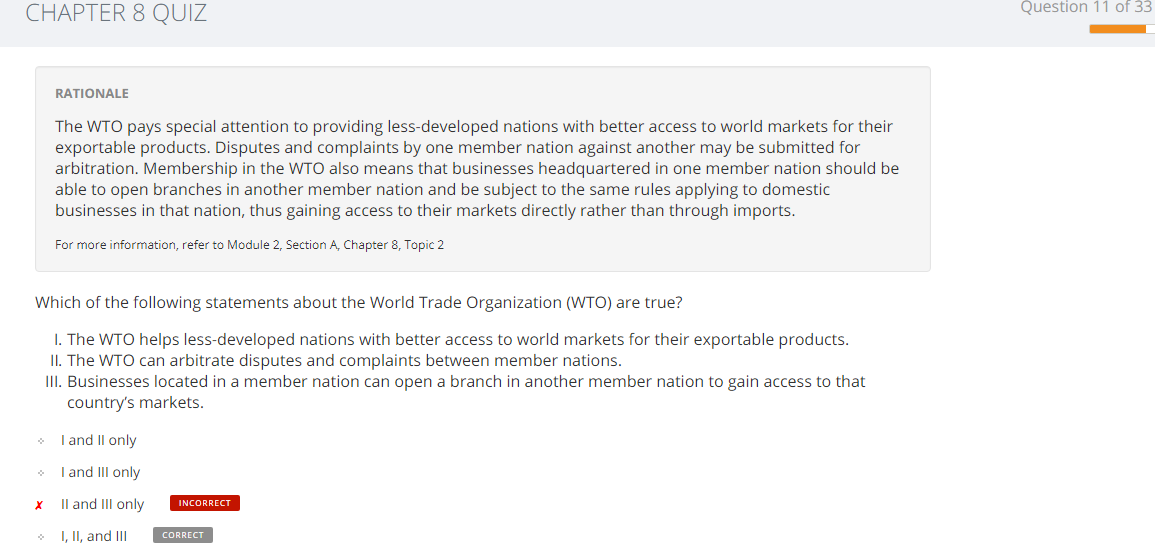 CHAPTER 8 QUIZ
Question 11 of 33
RATIONALE
The WTO pays special attention to providing less-developed nations with better access to world markets for their
exportable products. Disputes and complaints by one member nation against another may be submitted for
arbitration. Membership in the WTO also means that businesses headquartered in one member nation should be
able to open branches in another member nation and be subject to the same rules applying to domestic
businesses in that nation, thus gaining access to their markets directly rather than through imports.
For more information, refer to Module 2, Section A, Chapter 8, Topic 2
Which of the following statements about the World Trade Organization (WTO) are true?
I. The WTO helps less-developed nations with better access to world markets for their exportable products.
II. The WTO can arbitrate disputes and complaints between member nations.
III. Businesses located in a member nation can open a branch in another member nation to gain access to that
country's markets.
I and II only
I and III only
✗ II and III only INCORRECT
I, II, and III CORRECT